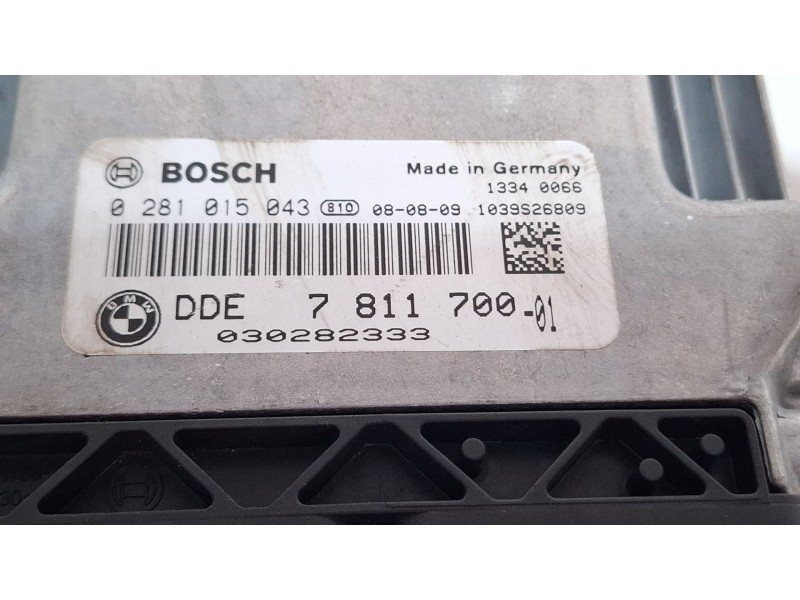 BOSCH
Made in Germany
1334 0066
0 281 015 043 810 08-08-09 1039S26809
BMW
DDE 7 811 700-01
030282333